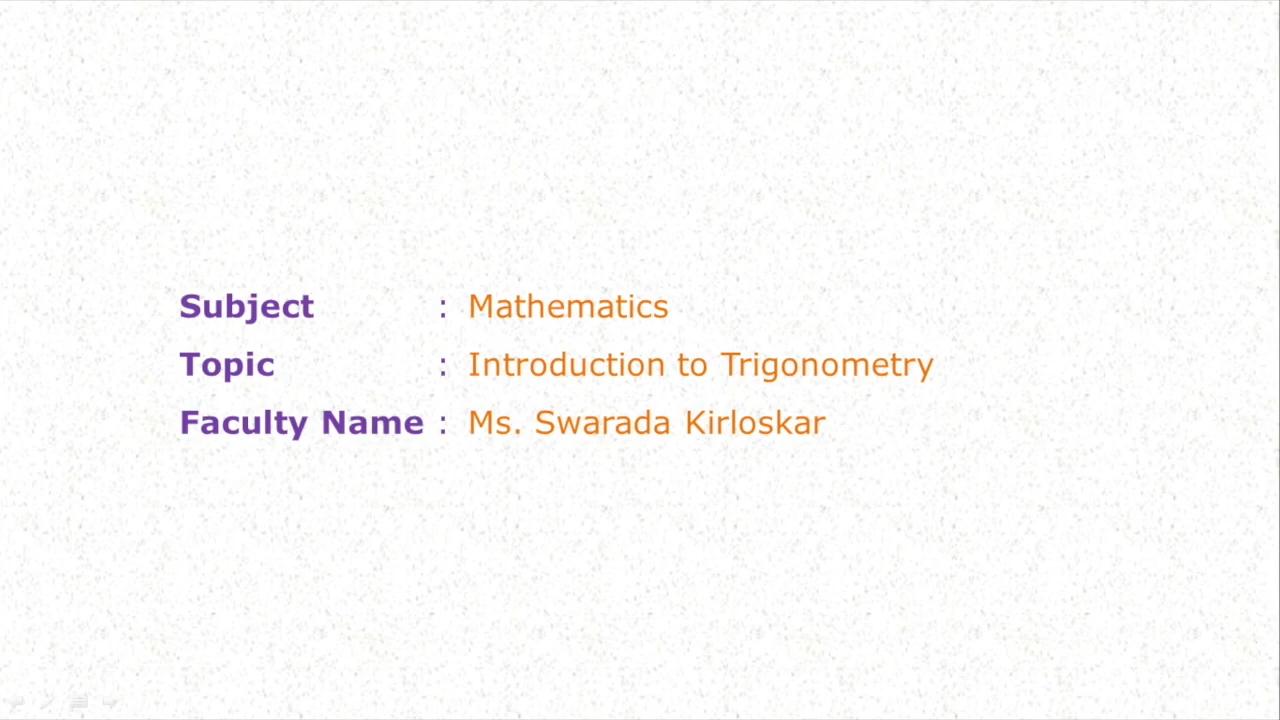 Subject : Mathematics
Topic : Introduction to Trigonometry
Faculty Name : Ms. Swarada Kirloskar